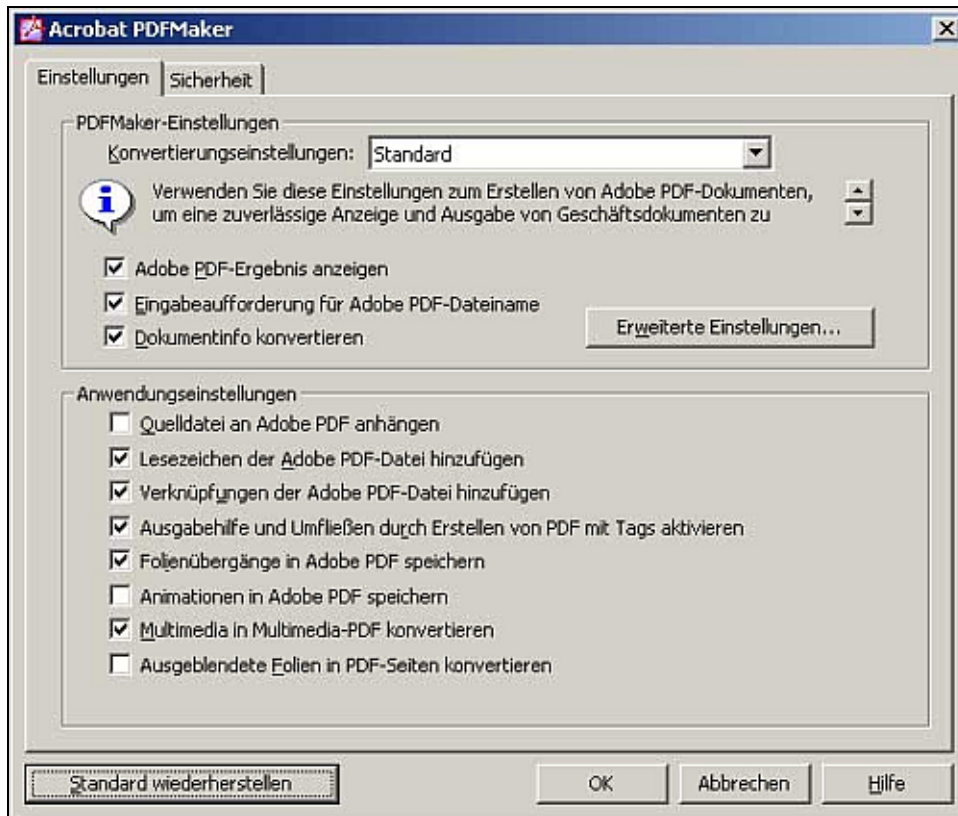 Acrobat PDFMaker
Einstellungen
Sicherheit
PDFMaker-Einstellungen
Konvertierungseinstellungen: Standard
Verwenden Sie diese Einstellungen zum Erstellen von Adobe PDF-Dokumenten,
um eine zuverlässige Anzeige und Ausgabe von Geschäftsdokumenten zu
Adobe PDF-Ergebnis anzeigen
Eingabeaufforderung für Adobe PDF-Dateiname
Dokumentinfo konvertieren
Erweiterte Einstellungen...
Anwendungseinstellungen
Quelldatei an Adobe PDF anhängen
Lesezeichen der Adobe PDF-Datei hinzufügen
Verknüpfungen der Adobe PDF-Datei hinzufügen
Ausgabehilfe und Umfließen durch Erstellen von PDF mit Tags aktivieren
Folienübergänge in Adobe PDF speichern
Animationen in Adobe PDF speichern
Multimedia in Multimedia-PDF konvertieren
Ausgeblendete Folien in PDF-Seiten konvertieren
Standard wiederherstellen
OK
Abbrechen
Hilfe